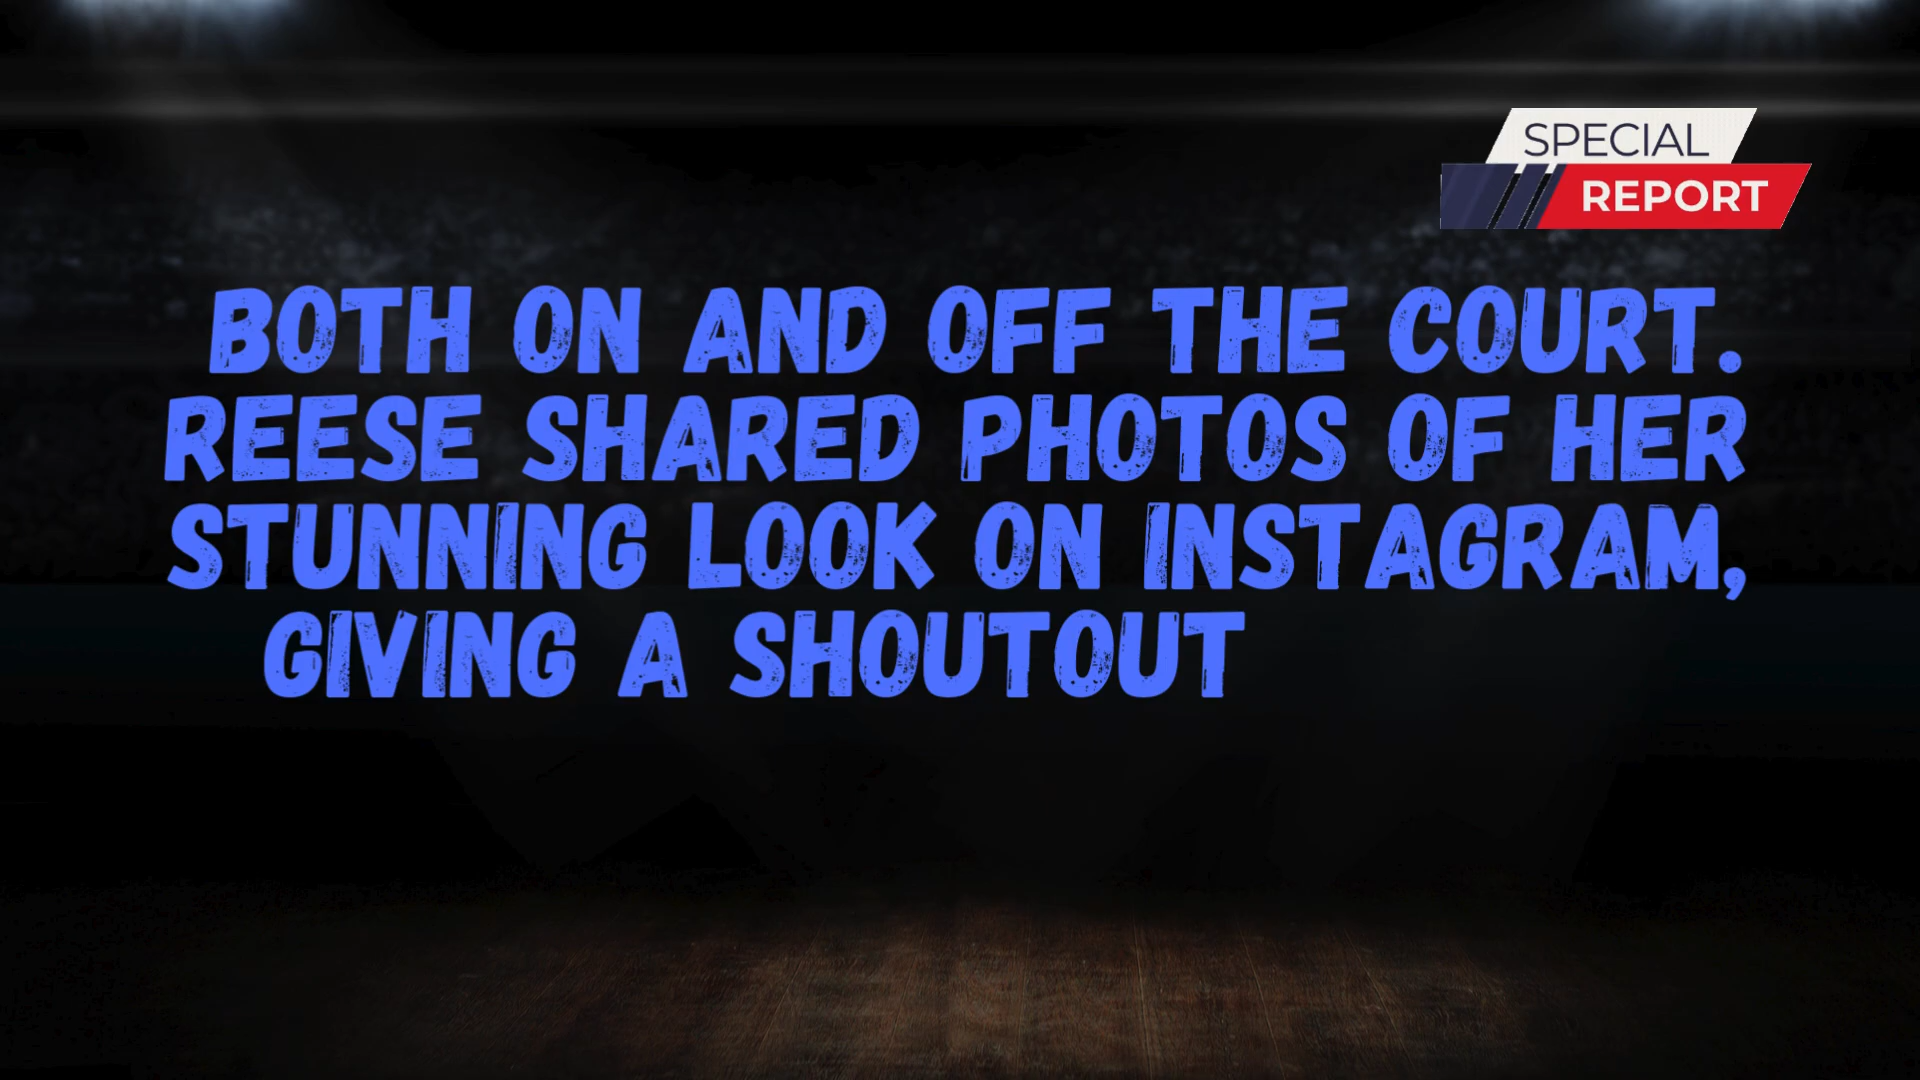 SPECIAL
REPORT
BOTH ON AND OFF THE COURT.
REESE SHARED PHOTOS OF HER
STUNNING LOOK ON INSTAGRAM,
GIVING A SHOUTOUT